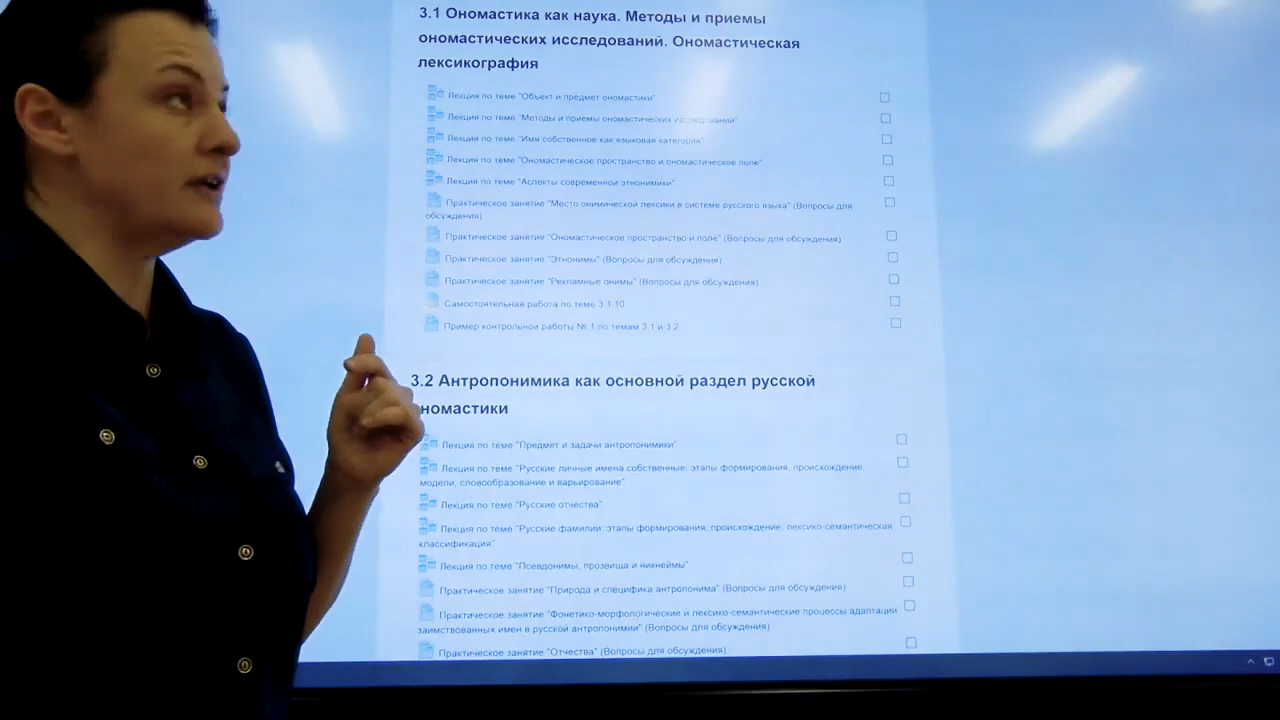 3.1 Ономастика как наука. Методы и приемы
ономастических исследований. Ономастическая
лексикография
Лекция по теме "Объект и предмет ономастики"
Лекция по теме "Методы и приемы ономастических исследований"
Лекция по теме "Имя собственное как языковая категория"
Лекция по теме "Ономастическое пространство и ономастическое поле"
Лекция по теме "Аспекты современной этнонимики"
Практическое занятие "Место онимической лексики в системе русского языка" (Вопросы для
обсуждения)
Практическое занятие "Ономастическое пространство и поле" (Вопросы для обсуждения)
Практическое занятие "Этнонимы" (Вопросы для обсуждения)
Практическое занятие "Рекламные онимы" (Вопросы для обсуждения)
Самостоятельная работа по теме 3.1.10
Пример контрольной работы № 1 по темам 3.1 и 3.2
3.2 Антропонимика как основной раздел русской
номастики
Лекция по теме "Предмет и задачи антропонимики"
Лекция по теме "Русские личные имена собственные: этапы формирования, происхождение,
модели, словообразование и варьирование"
Лекция по теме "Русские отчества"
Лекция по теме "Русские фамилии: этапы формирования, происхождение, лексико-семантическая
классификация"
Лекция по теме "Псевдонимы, прозвища и никнеймы"
Практическое занятие "Природа и специфика антропонима" (Вопросы для обсуждения)
Практическое занятие "Фонетико-морфологические и лексико-семантические процессы адаптации
заимствованных имен в русской антропонимии" (Вопросы для обсуждения)
Практическое занятие "Отчества" (Вопросы для обсуждения)